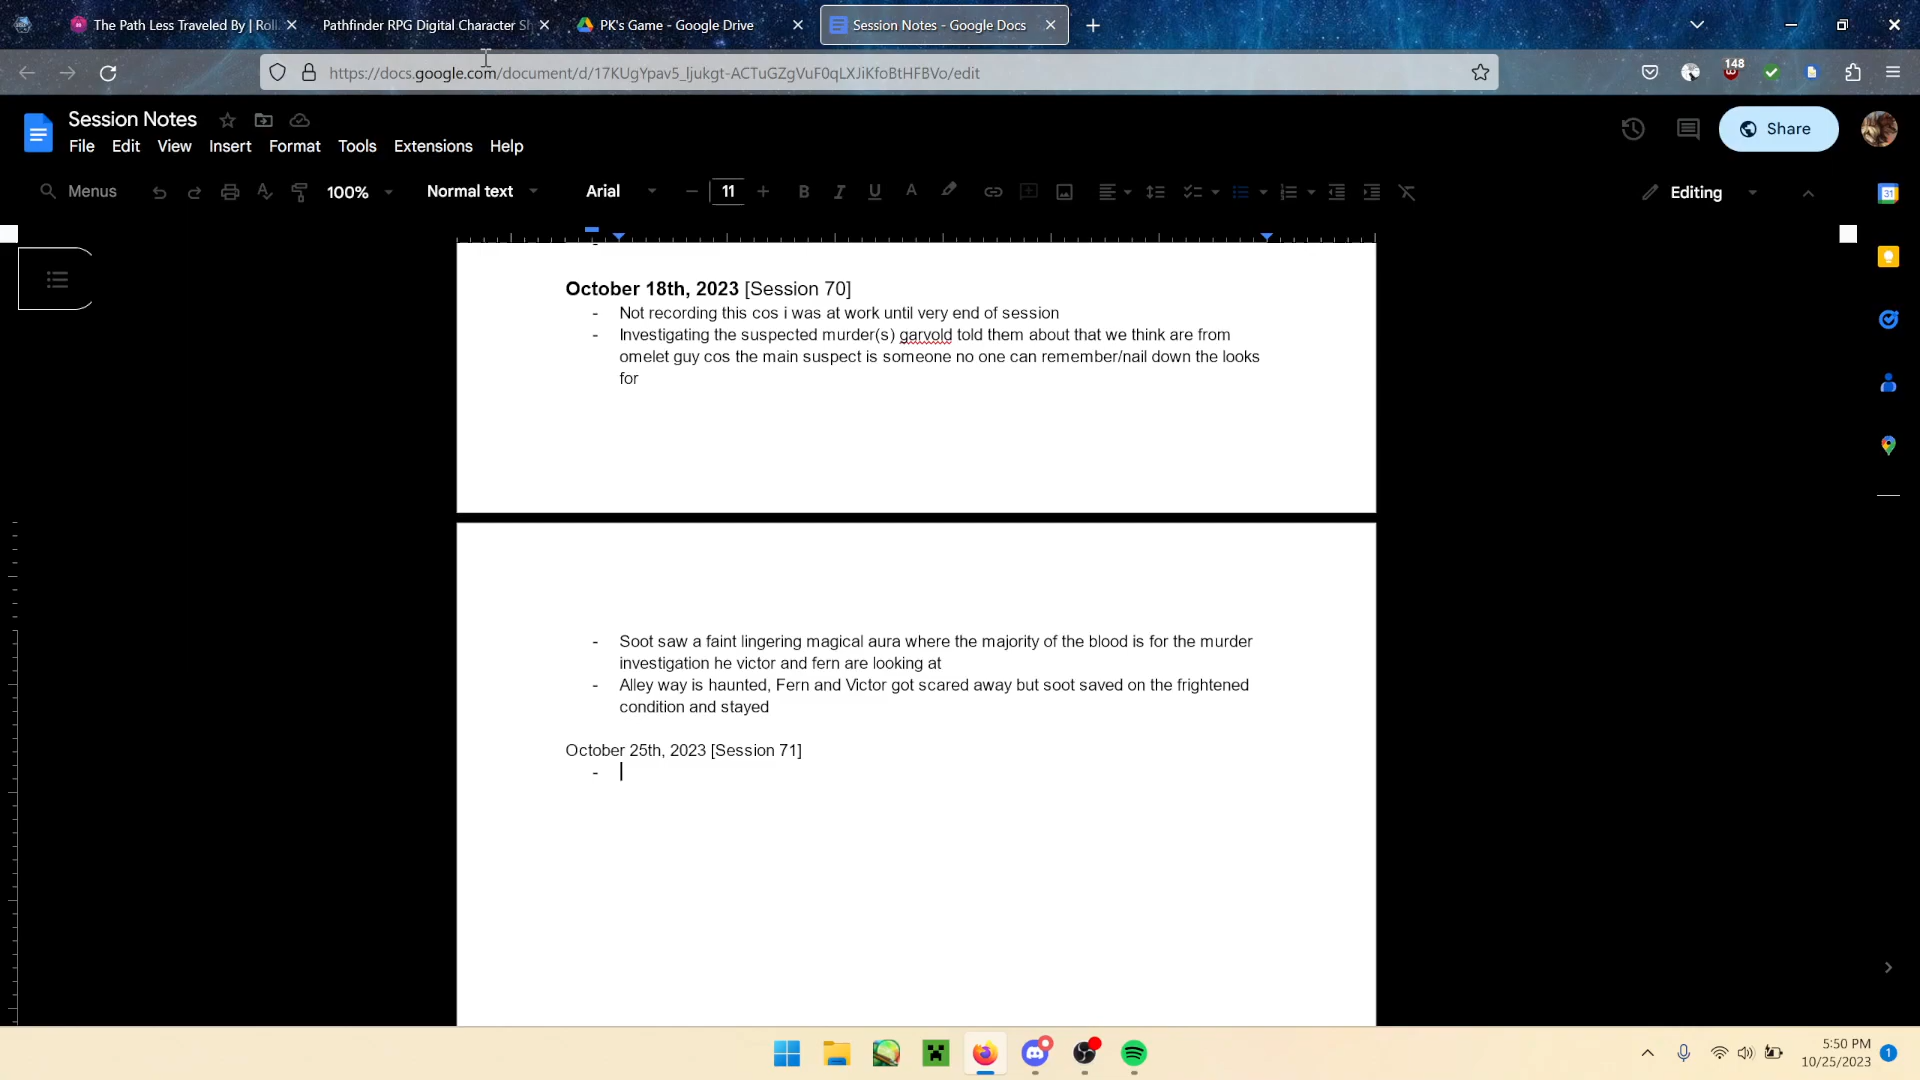 The Path Less Traveled By | Roll
Pathfinder RPG Digital Character Sh
PK's Game - Google Drive
Session Notes - Google Docs
https://docs.google.com/document/d/17KUgYpav5_ljukgt-ACTuGZgVuF0qLXJiKfoBtHFBVo/edit
148
Session Notes
Share
File Edit View Insert Format Tools Extensions Help
Menus
100%
Normal text
Arial
11
Editing
31
October 18th, 2023 [Session 70]
- Not recording this cos i was at work until very end of session
- Investigating the suspected murder(s) garvold told them about that we think are from
omelet guy cos the main suspect is someone no one can remember/nail down the looks
for
- Soot saw a faint lingering magical aura where the majority of the blood is for the murder
investigation he victor and fern are looking at
- Alley way is haunted, Fern and Victor got scared away but soot saved on the frightened
condition and stayed
October 25th, 2023 [Session 71]
-
5:50 PM
10/25/2023
1